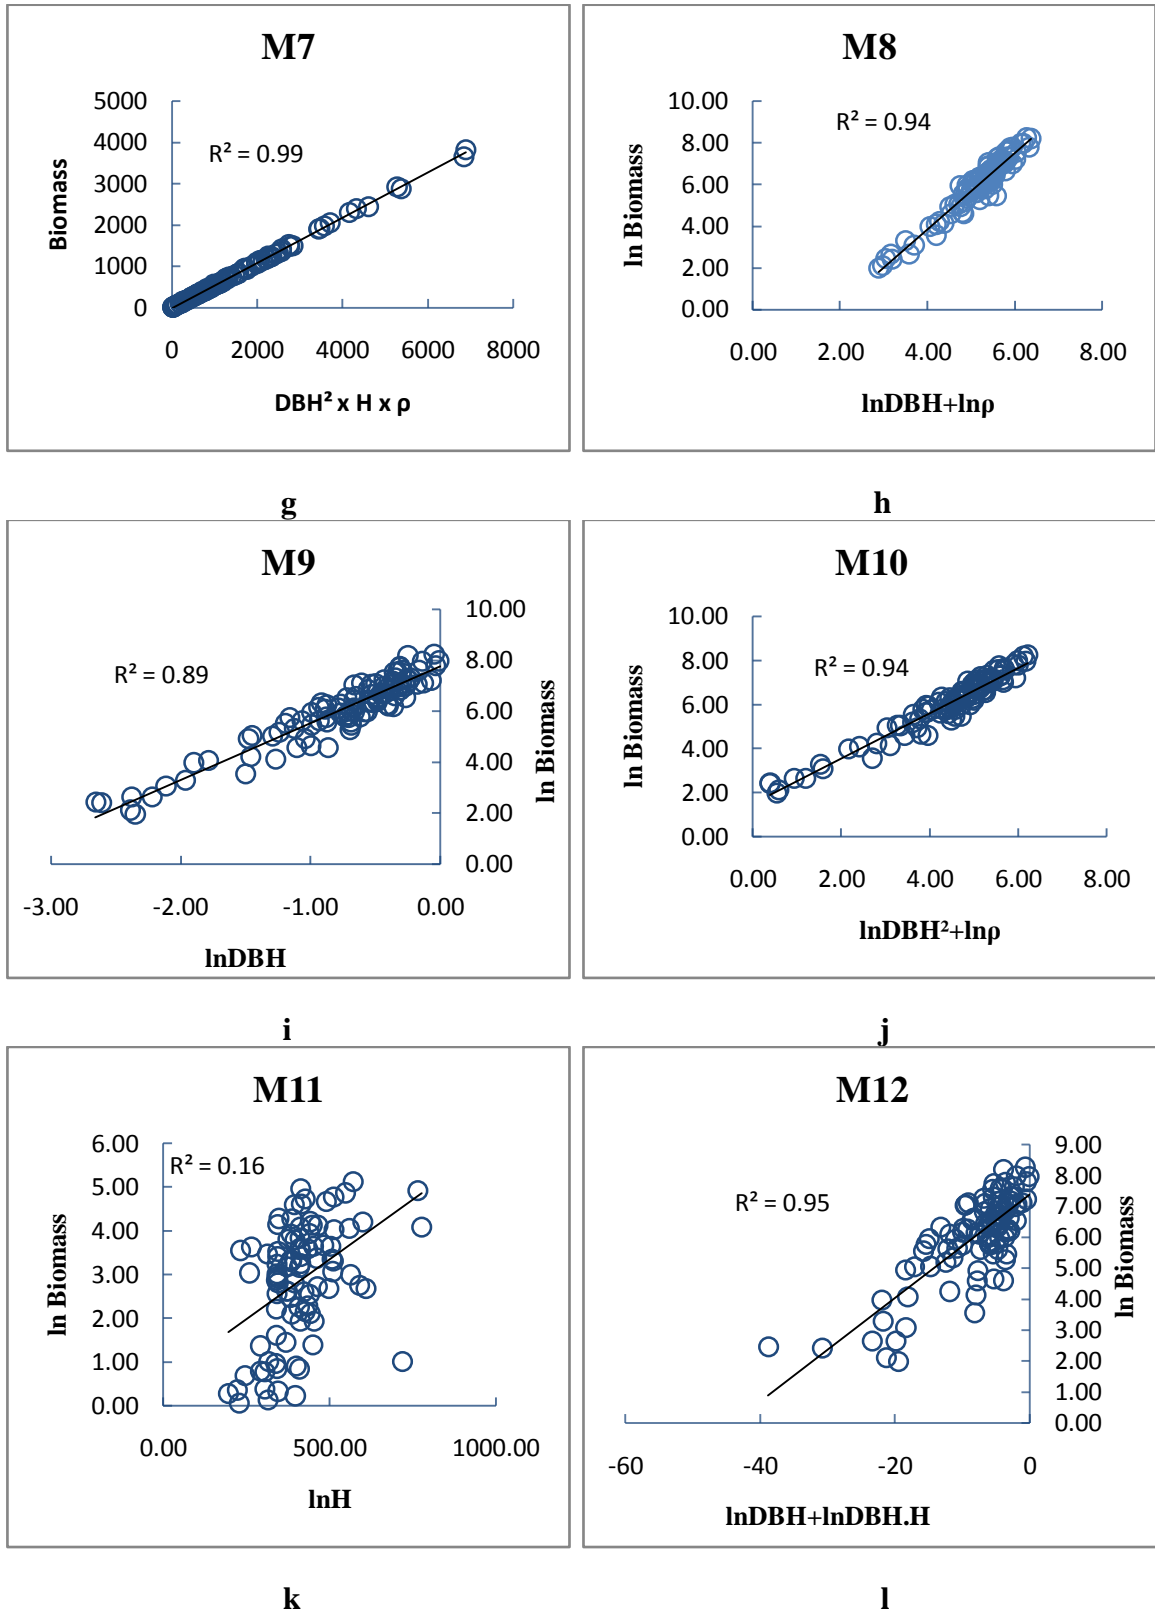 M7
5000
4000
3000
2000
1000
0
Biomass
R² = 0.99
0 2000 4000 6000 8000
DBH² x H x ρ
g
M8
10.00
8.00
6.00
4.00
2.00
0.00
ln Biomass
R² = 0.94
0.00 2.00 4.00 6.00 8.00
lnDBH+lnρ
h
M9
10.00
8.00
6.00
4.00
2.00
0.00
ln Biomass
R² = 0.89
-3.00 -2.00 -1.00 0.00
lnDBH
i
M10
10.00
8.00
6.00
4.00
2.00
0.00
ln Biomass
R² = 0.94
0.00 2.00 4.00 6.00 8.00
lnDBH²+lnρ
j
M11
6.00
5.00
4.00
3.00
2.00
1.00
0.00
ln Biomass
R² = 0.16
0.00 500.00 1000.00
lnH
k
M12
9.00
8.00
7.00
6.00
5.00
4.00
3.00
2.00
1.00
0.00
ln Biomass
R² = 0.95
-60 -40 -20 0
lnDBH+lnDBH.H
l